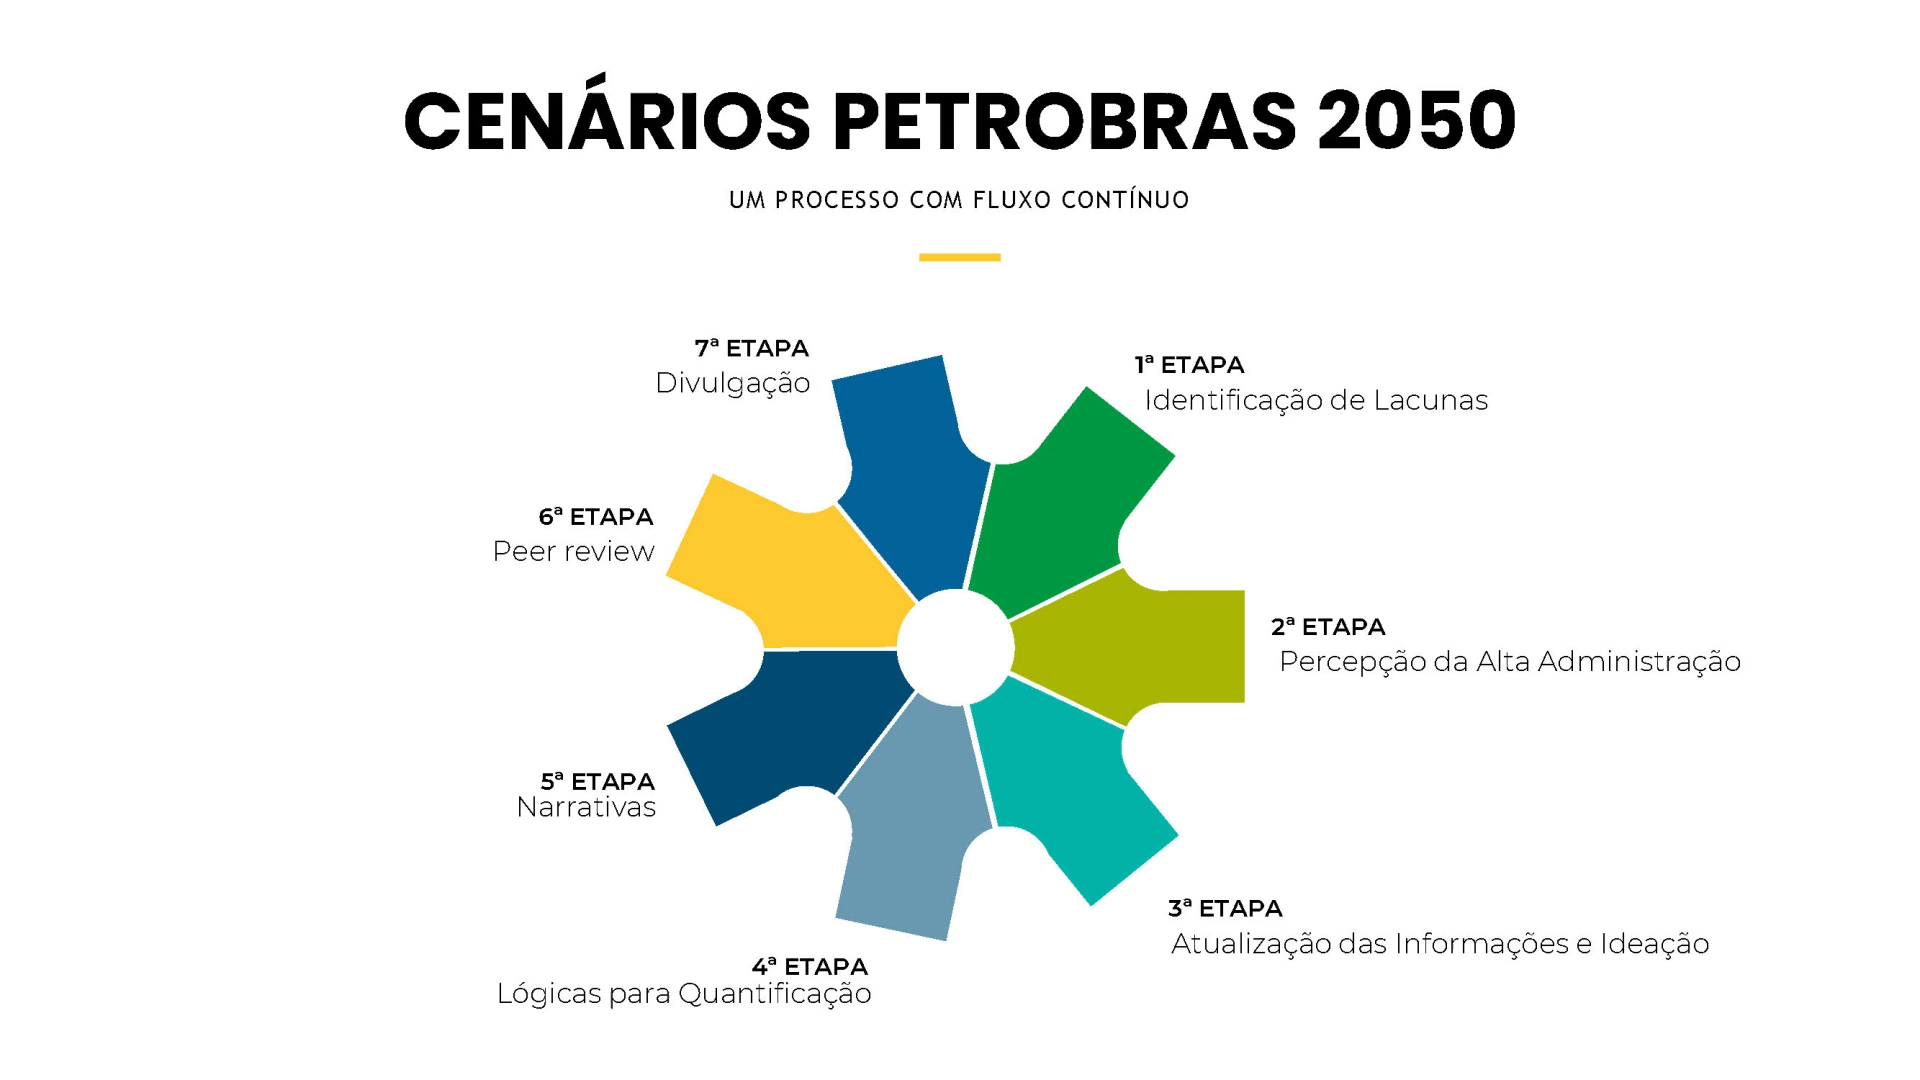 CENÁRIOS PETROBRAS 2050
UM PROCESSO COM FLUXO CONTÍNUO
1ª ETAPA
Identificação de Lacunas
2ª ETAPA
Percepção da Alta Administração
3ª ETAPA
Atualização das Informações e Ideação
4ª ETAPA
Lógicas para Quantificação
5ª ETAPA
Narrativas
6ª ETAPA
Peer review
7ª ETAPA
Divulgação